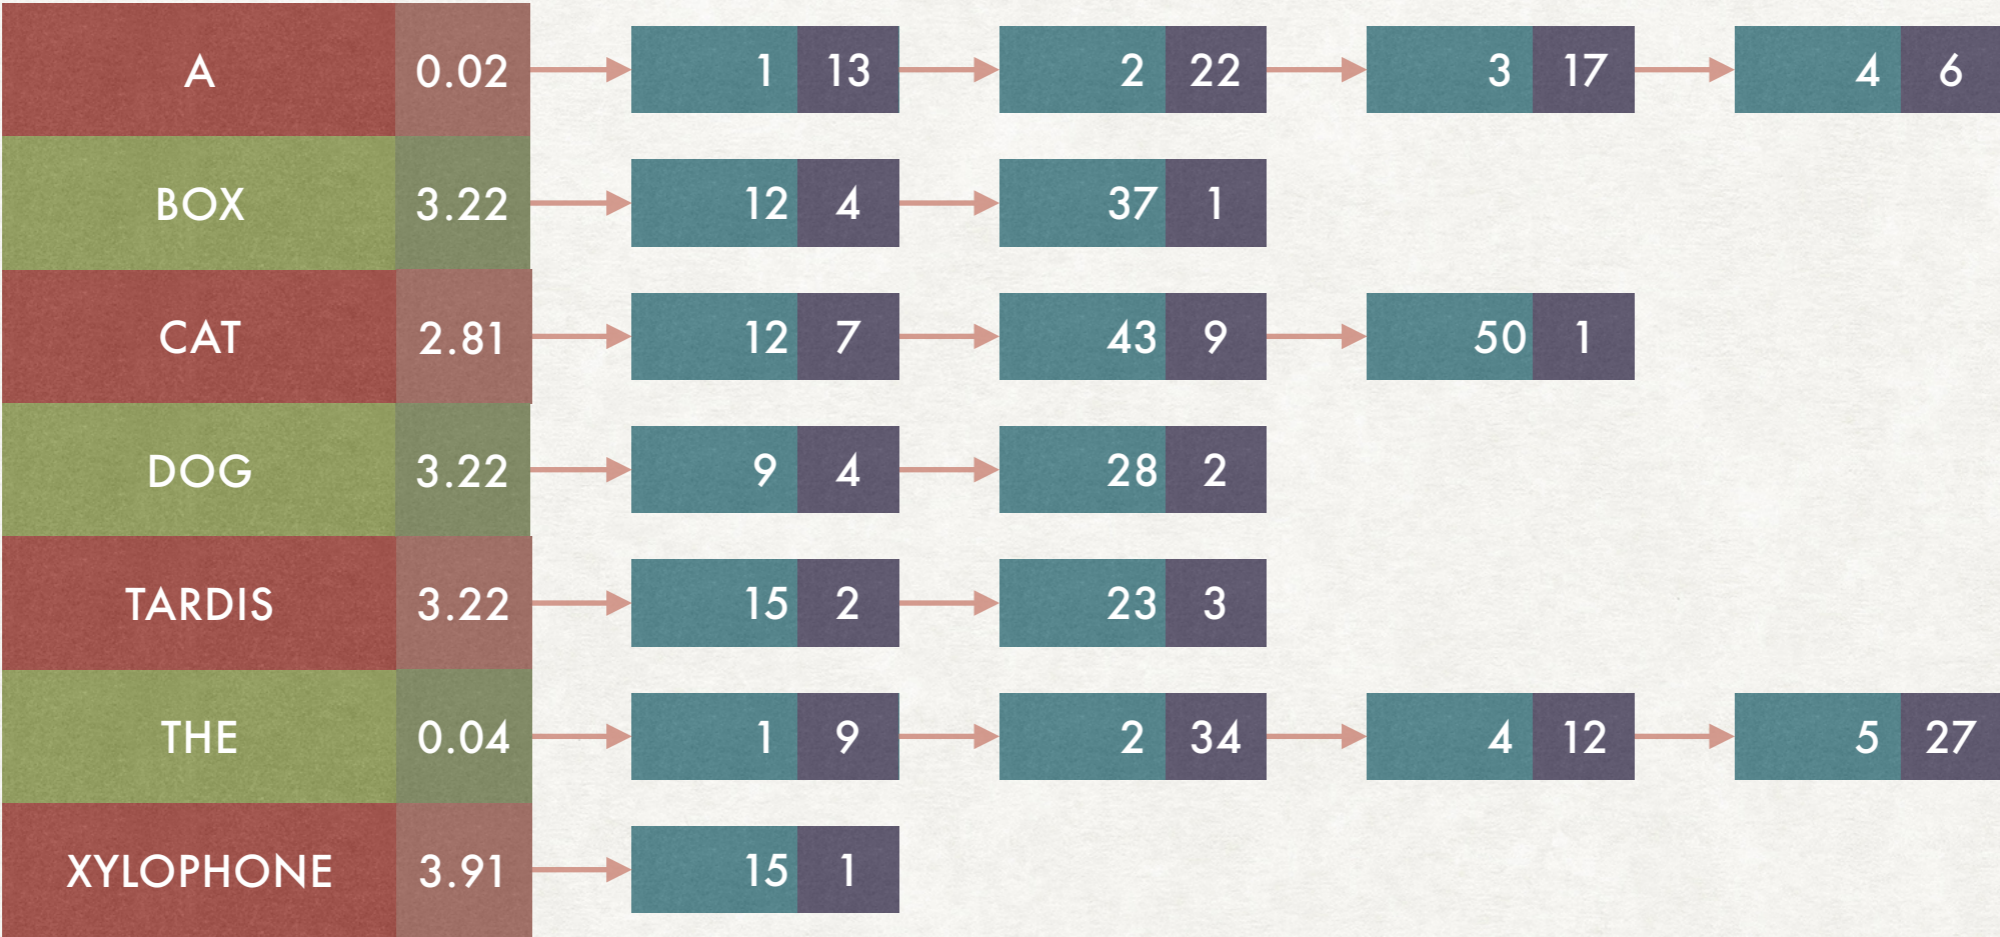 A 0.02 1 13 2 22 3 17 4 6
BOX 3.22 12 4 37 1
CAT 2.81 12 7 43 9 50 1
DOG 3.22 9 4 28 2
TARDIS 3.22 15 2 23 3
THE 0.04 1 9 2 34 4 12 5 27
XYLOPHONE 3.91 15 1